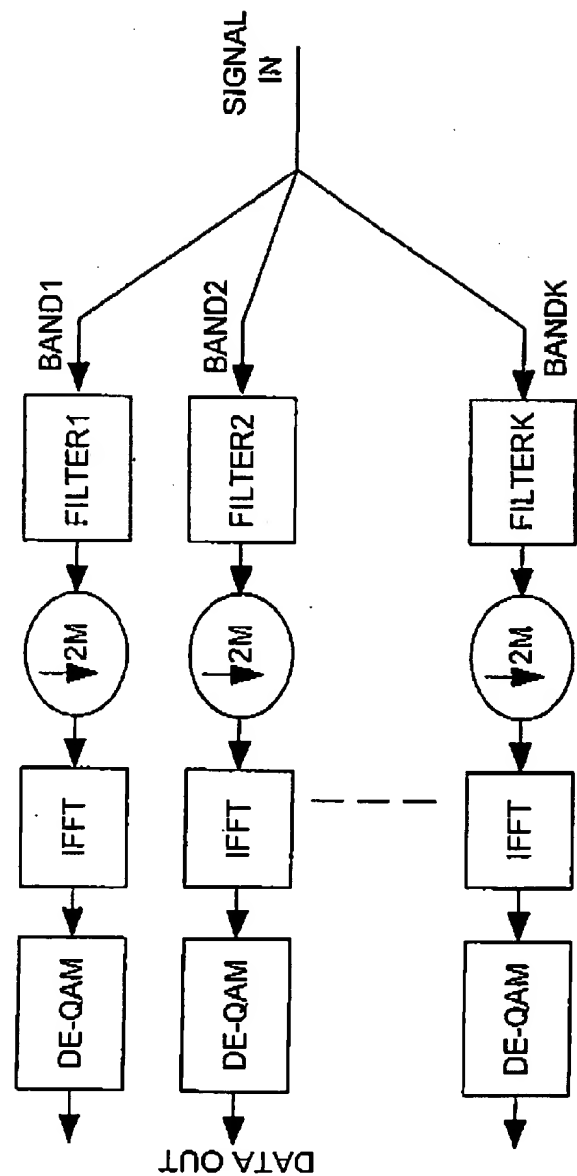 SIGNAL
IN
BAND1
FILTER1
↓2M
IFFT
DE-QAM
BAND2
FILTER2
↓2M
IFFT
DE-QAM
DATA OUT
BANDK
FILTERK
↓2M
IFFT
DE-QAM